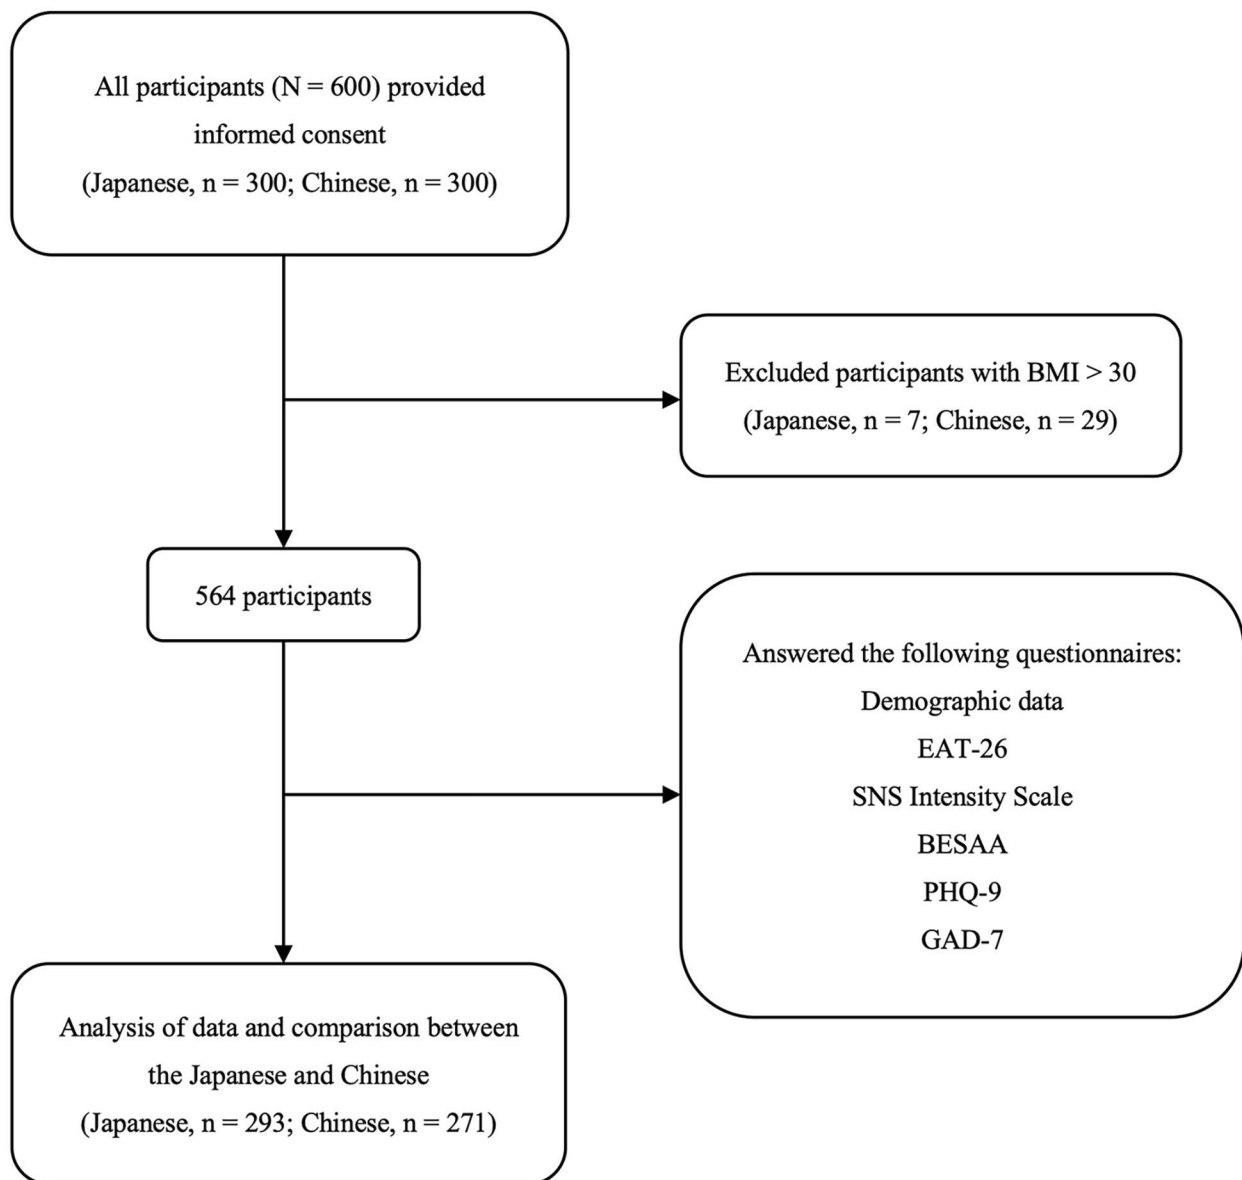 All participants (N = 600) provided
informed consent
(Japanese, n = 300; Chinese, n = 300)
Excluded participants with BMI > 30
(Japanese, n = 7; Chinese, n = 29)
564 participants
Answered the following questionnaires:
Demographic data
EAT-26
SNS Intensity Scale
BESAA
PHQ-9
GAD-7
Analysis of data and comparison between
the Japanese and Chinese
(Japanese, n = 293; Chinese, n = 271)